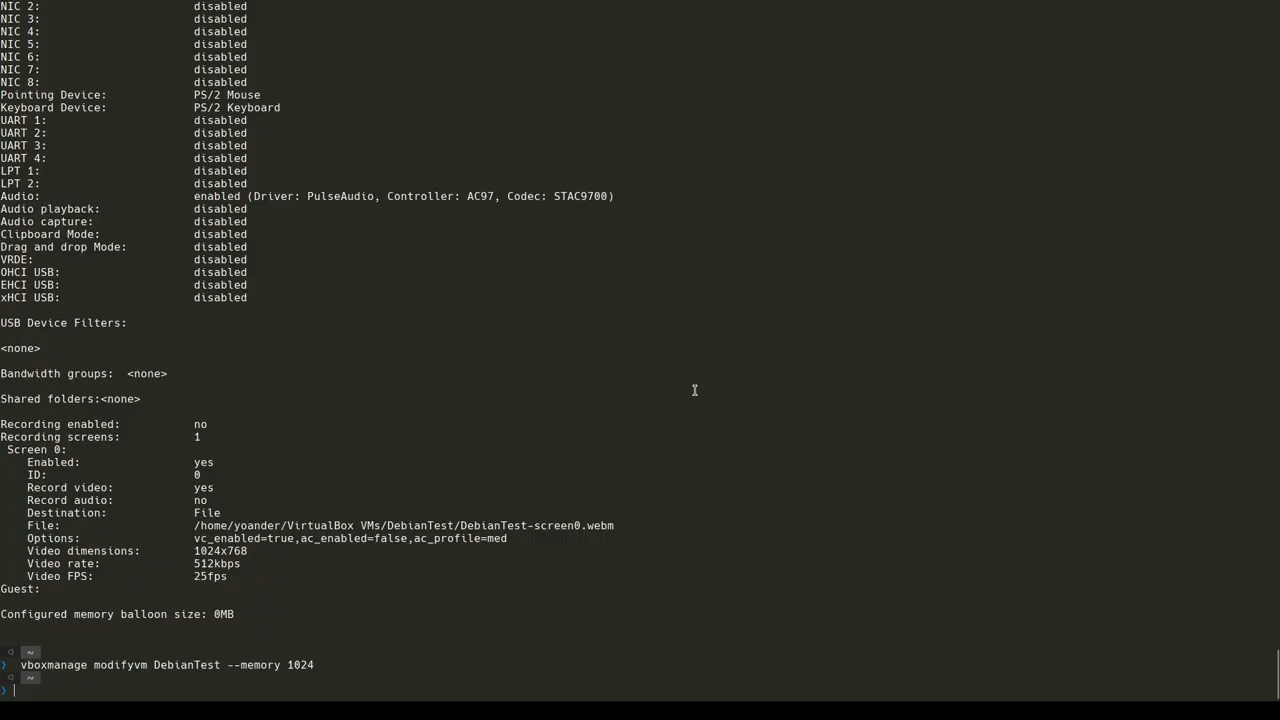 NIC 2: disabled
NIC 3: disabled
NIC 4: disabled
NIC 5: disabled
NIC 6: disabled
NIC 7: disabled
NIC 8: disabled
Pointing Device: PS/2 Mouse
Keyboard Device: PS/2 Keyboard
UART 1: disabled
UART 2: disabled
UART 3: disabled
UART 4: disabled
LPT 1: disabled
LPT 2: disabled
Audio: enabled (Driver: PulseAudio, Controller: AC97, Codec: STAC9700)
Audio playback: disabled
Audio capture: disabled
Clipboard Mode: disabled
Drag and drop Mode: disabled
VRDE: disabled
OHCI USB: disabled
EHCI USB: disabled
xHCI USB: disabled
USB Device Filters:
<none>
Bandwidth groups: <none>
Shared folders:<none>
Recording enabled: no
Recording screens: 1
Screen 0:
Enabled: yes
ID: 0
Record video: yes
Record audio: no
Destination: File
File: /home/yoander/VirtualBox VMs/DebianTest/DebianTest-screen0.webm
Options: vc_enabled=true,ac_enabled=false,ac_profile=med
Video dimensions: 1024x768
Video rate: 512kbps
Video FPS: 25fps
Guest:
Configured memory balloon size: 0MB
~
❯ vboxmanage modifyvm DebianTest --memory 1024
~
❯